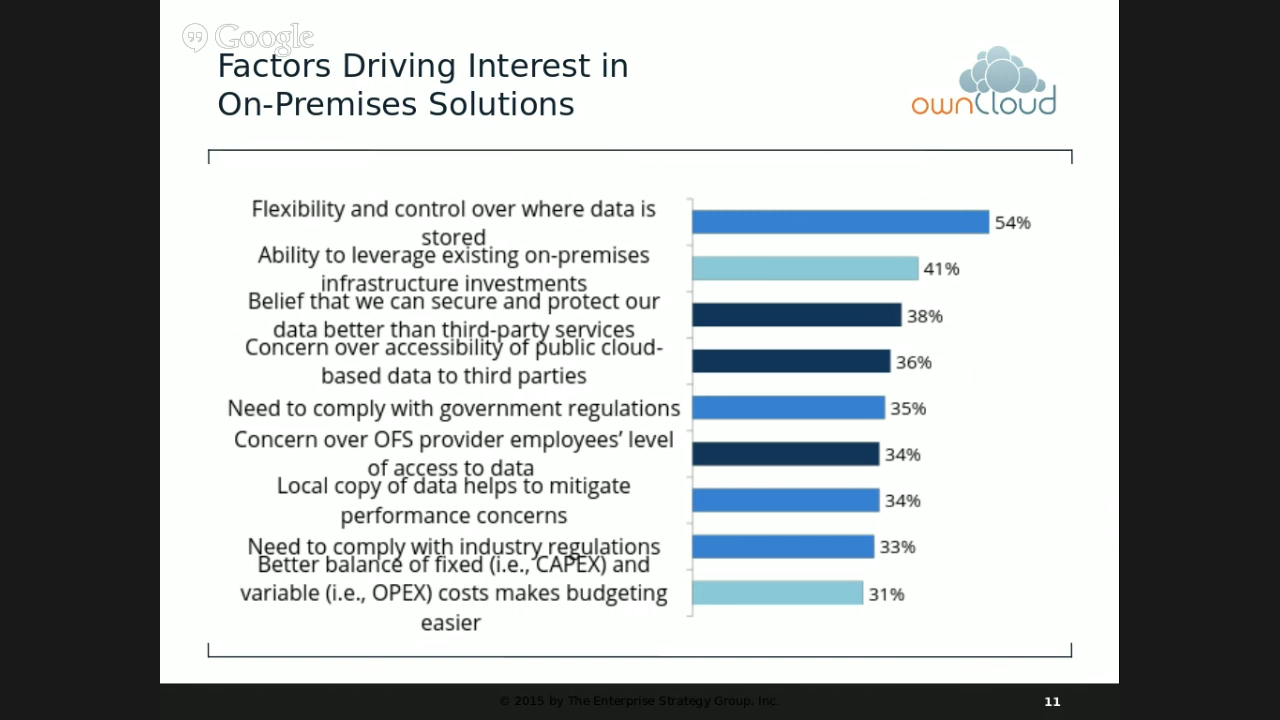 Google
Factors Driving Interest in
On-Premises Solutions
ownCloud
Flexibility and control over where data is
stored
54%
Ability to leverage existing on-premises
infrastructure investments
41%
Belief that we can secure and protect our
data better than third-party services
38%
Concern over accessibility of public cloud-
based data to third parties
36%
Need to comply with government regulations
35%
Concern over OFS provider employees’ level
of access to data
34%
Local copy of data helps to mitigate
performance concerns
34%
Need to comply with industry regulations
33%
Better balance of fixed (i.e., CAPEX) and
variable (i.e., OPEX) costs makes budgeting
easier
31%
© 2015 by The Enterprise Strategy Group, Inc.
11